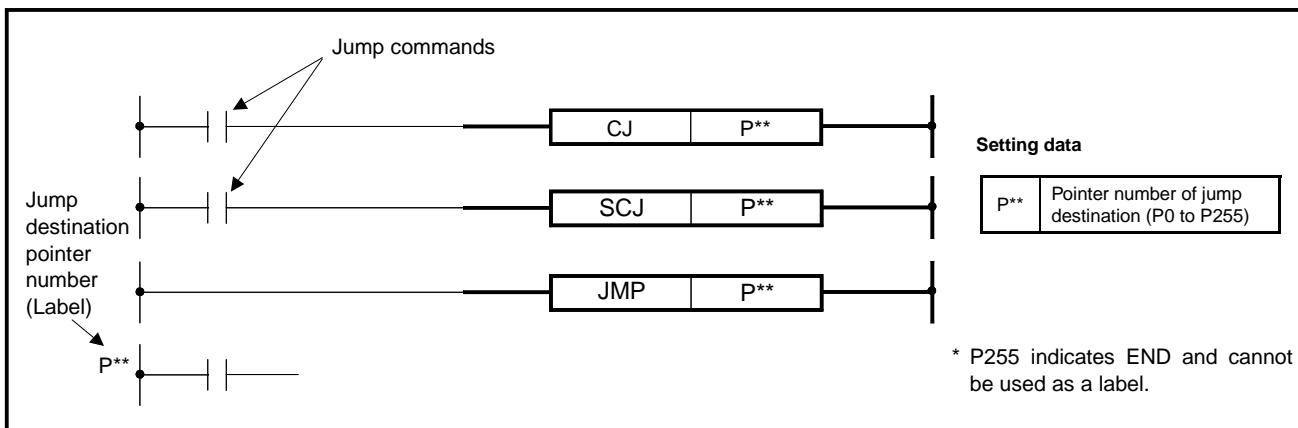 Jump commands
CJ P**
Setting data
P** Pointer number of jump
destination (P0 to P255)
SCJ P**
Jump
destination
pointer
number
(Label)
JMP P**
P**
* P255 indicates END and cannot
be used as a label.